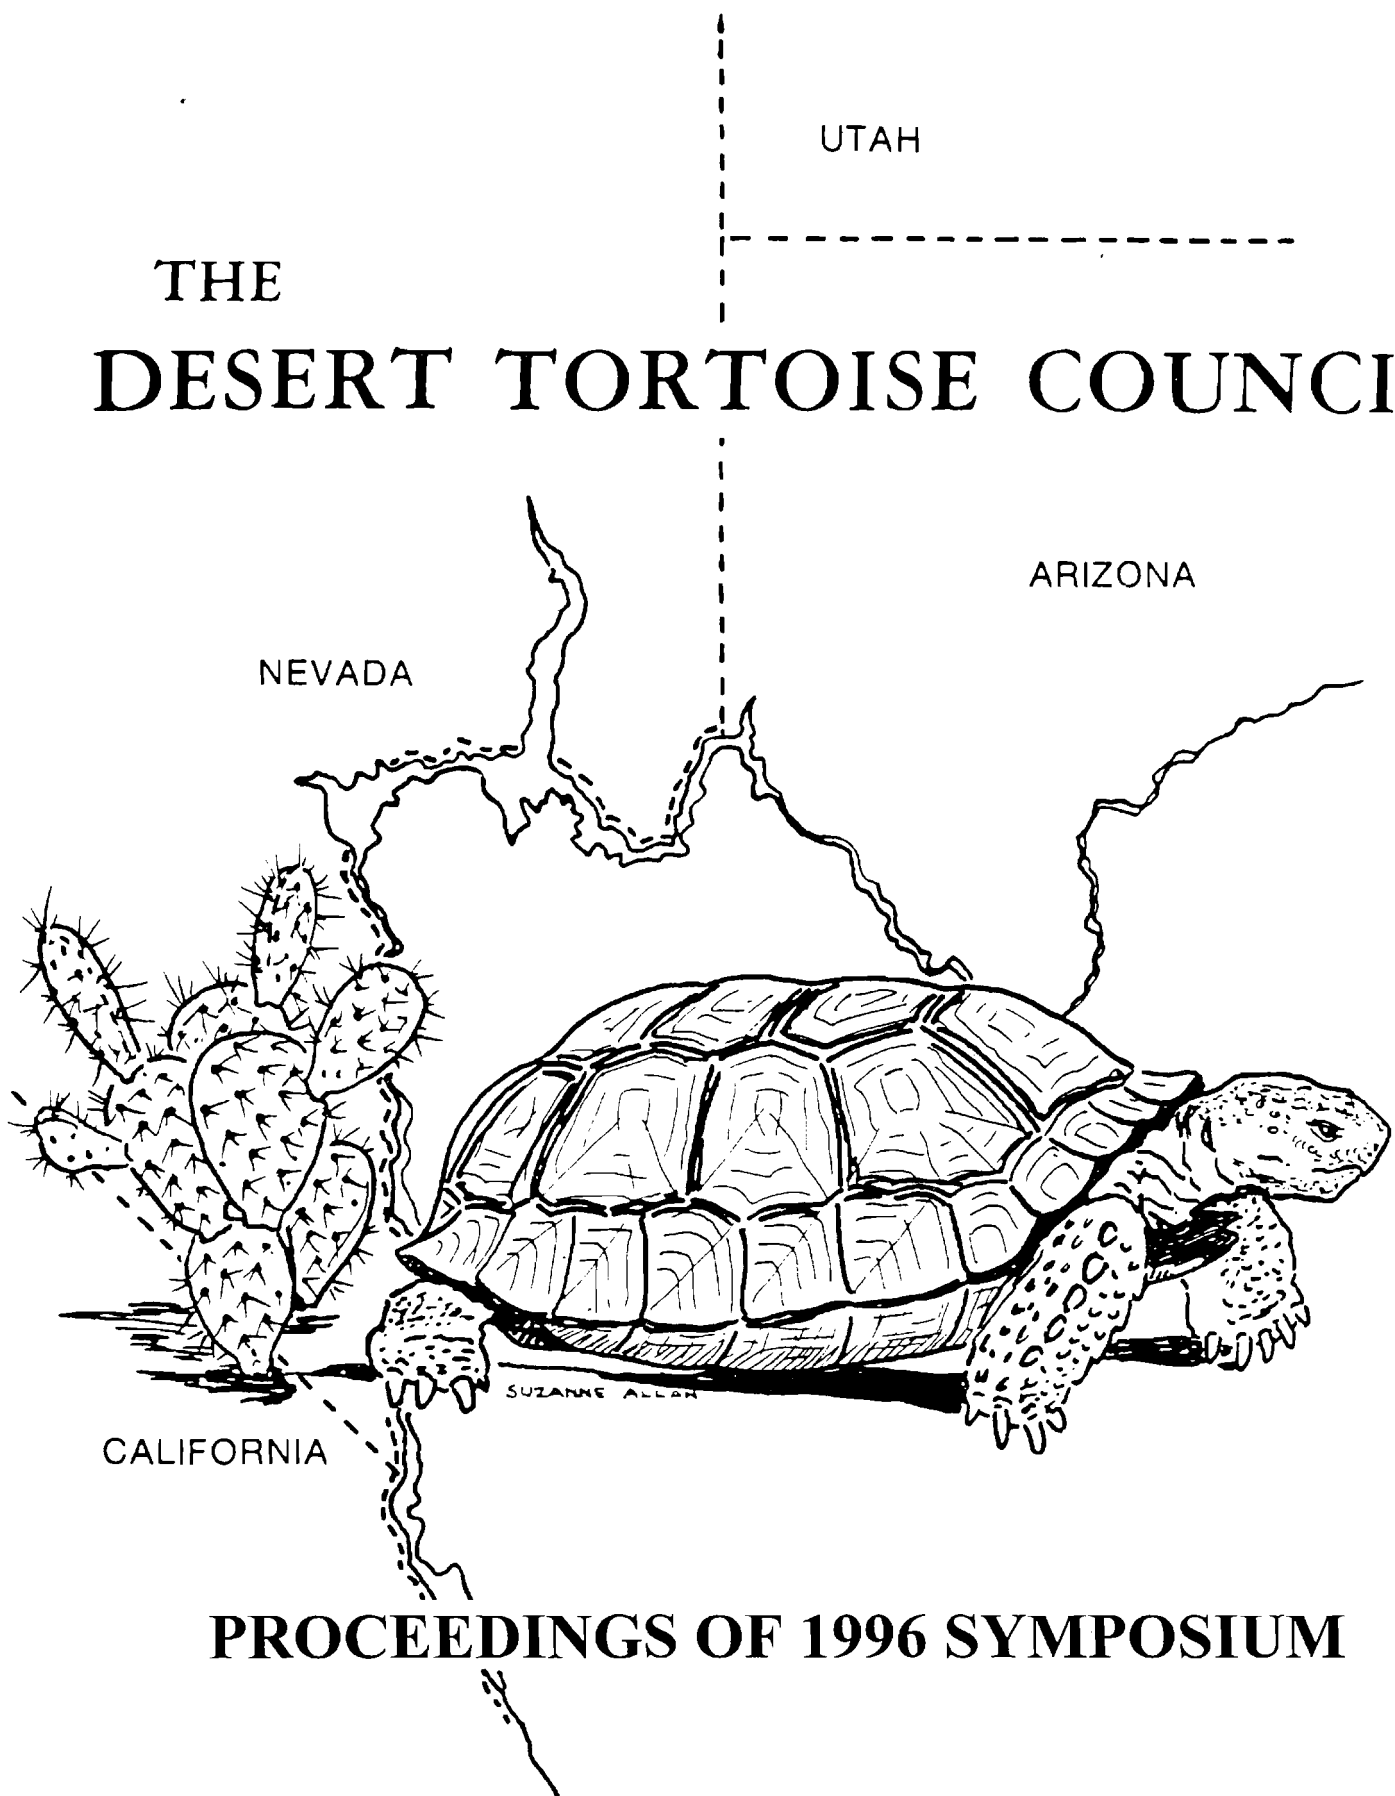 UTAH
THE
DESERT TORTOISE COUNCI
ARIZONA
NEVADA
SUZANNE ALLAN
CALIFORNIA
PROCEEDINGS OF 1996 SYMPOSIUM